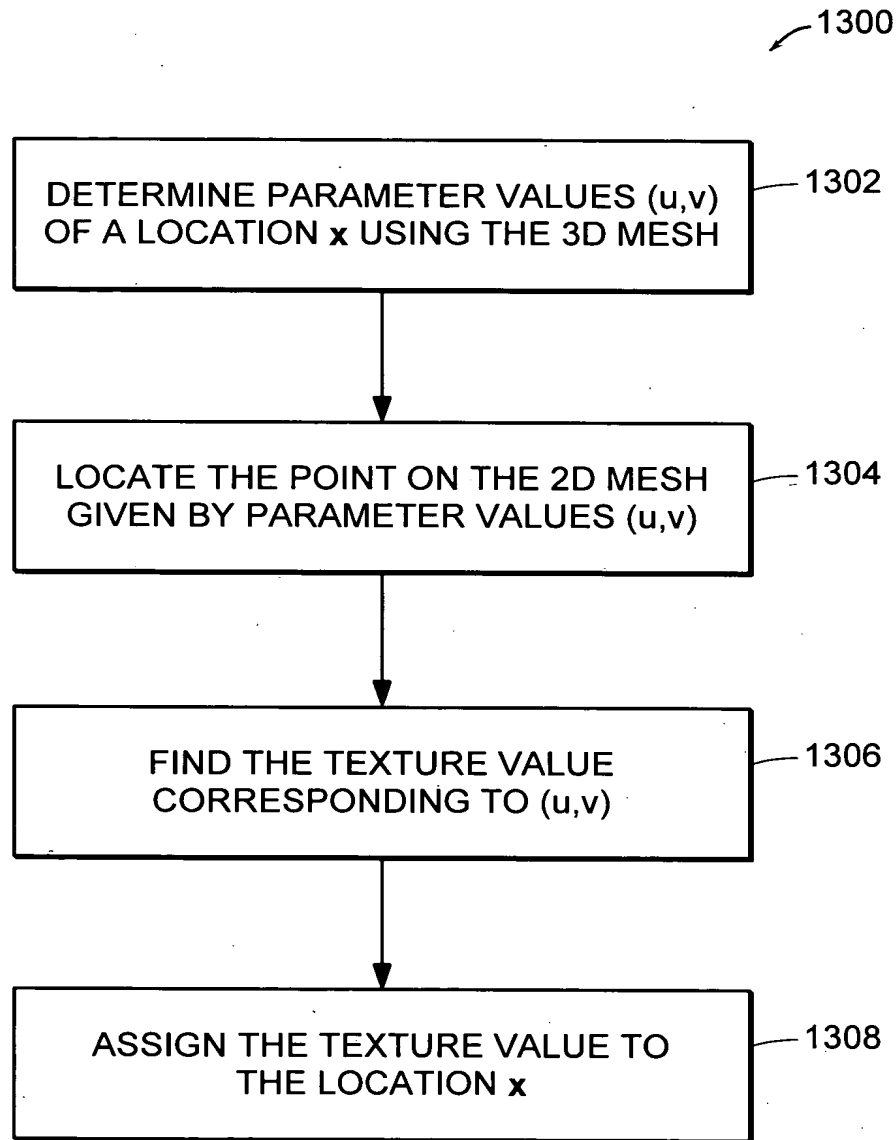 1300
DETERMINE PARAMETER VALUES (u,v)
OF A LOCATION x USING THE 3D MESH
1302
LOCATE THE POINT ON THE 2D MESH
GIVEN BY PARAMETER VALUES (u,v)
1304
FIND THE TEXTURE VALUE
CORRESPONDING TO (u,v)
1306
ASSIGN THE TEXTURE VALUE TO
THE LOCATION x
1308